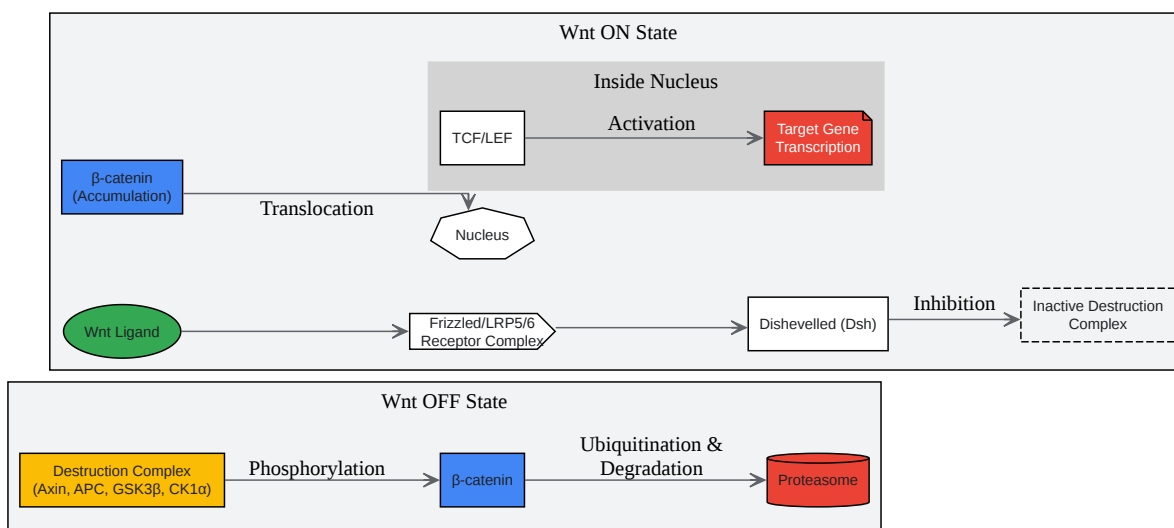 Wnt ON State
Inside Nucleus
TCF/LEF
Activation
Target Gene
Transcription
β-catenin
(Accumulation)
Translocation
Nucleus
Wnt Ligand
Frizzled/LRP5/6
Receptor Complex
Dishevelled (Dsh)
Inhibition
Inactive Destruction
Complex
Wnt OFF State
Destruction Complex
(Axin, APC, GSK3β, CK1α)
Phosphorylation
β-catenin
Ubiquitination &
Degradation
Proteasome